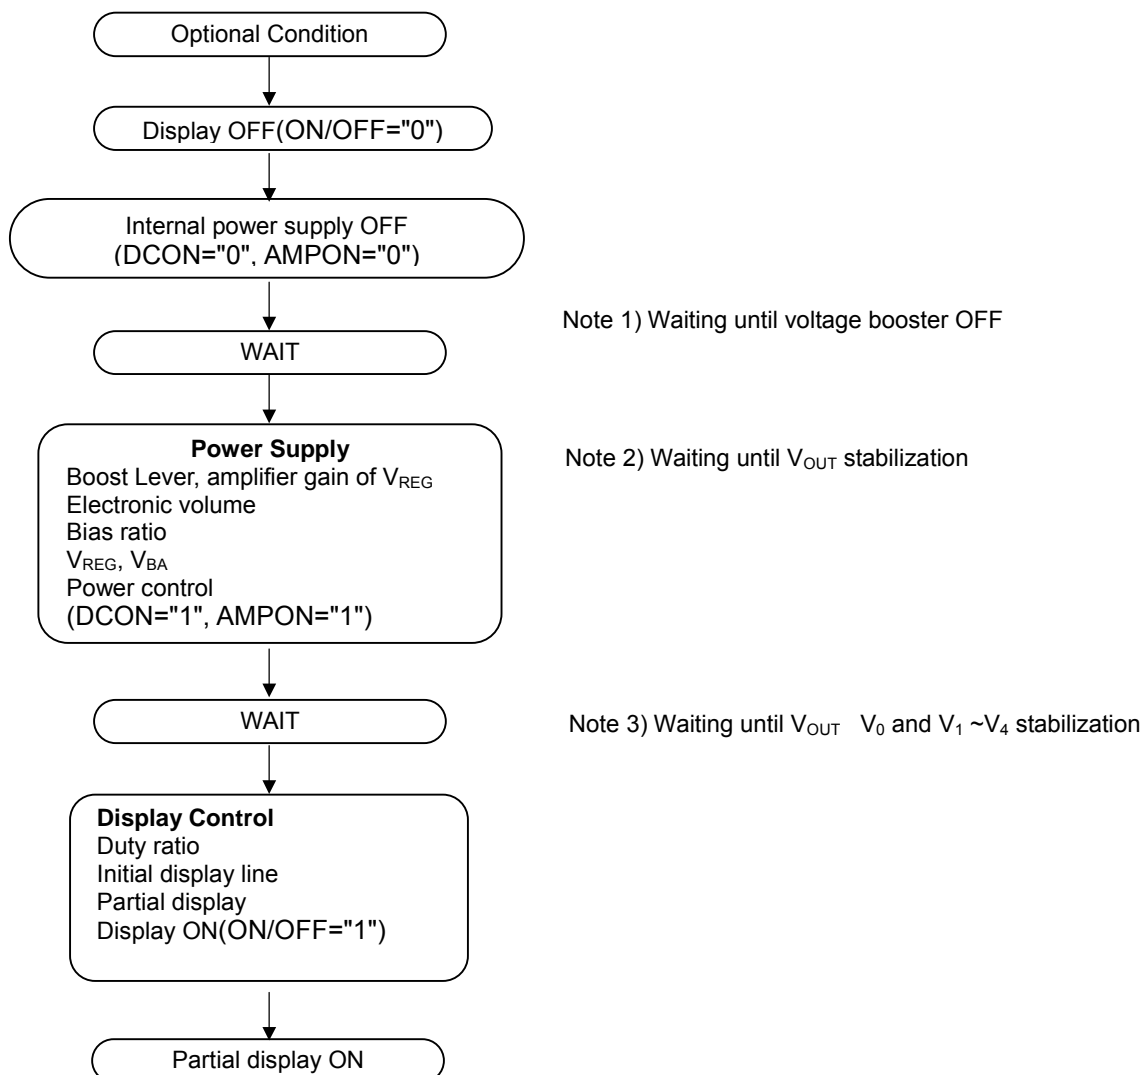 Optional Condition
Display OFF(ON/OFF="0")
Internal power supply OFF
(DCON="0", AMPON="0")
Note 1) Waiting until voltage booster OFF
WAIT
Power Supply
Boost Lever, amplifier gain of VREG
Electronic volume
Bias ratio
VREG, VBA
Power control
(DCON="1", AMPON="1")
Note 2) Waiting until VOUT stabilization
WAIT
Note 3) Waiting until VOUT V0 and V1 ~V4 stabilization
Display Control
Duty ratio
Initial display line
Partial display
Display ON(ON/OFF="1")
Partial display ON